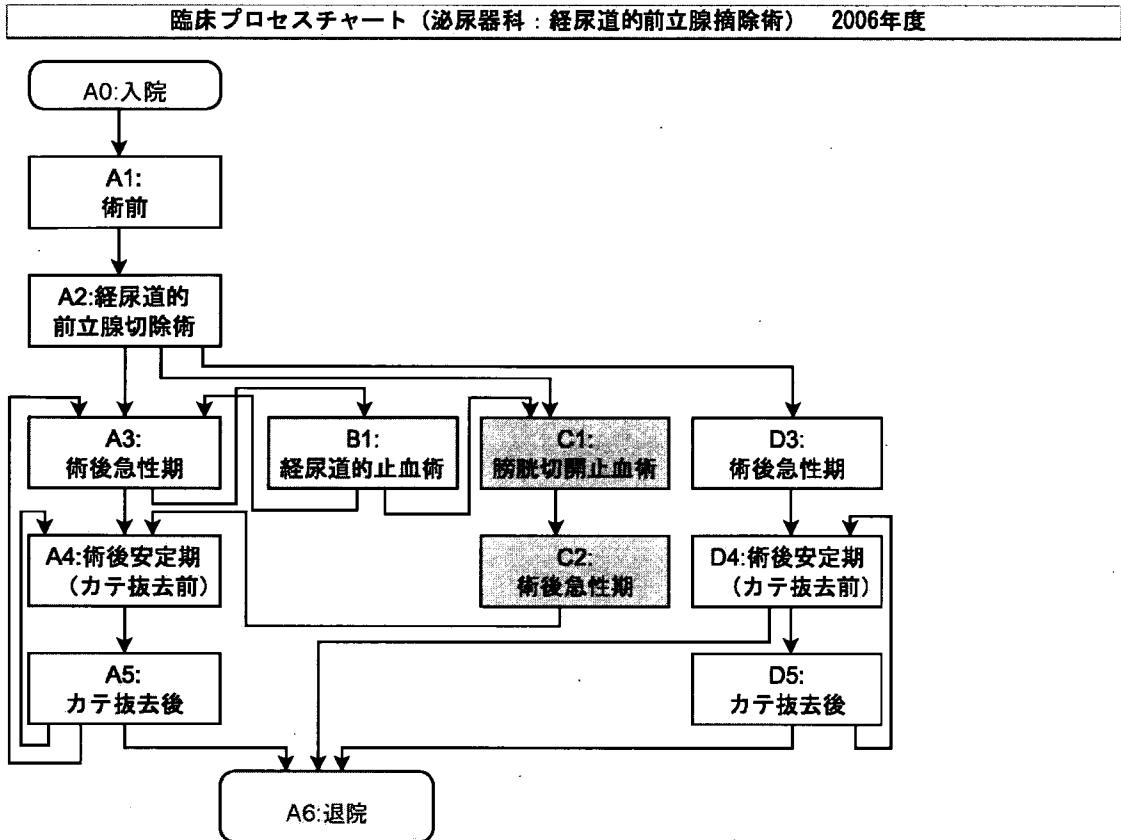 臨床プロセスチャート（泌尿器科：経尿道的前立腺摘除術）　2006年度
A0:入院
A1:
術前
A2:経尿道的
前立腺切除術
A3:
術後急性期
B1:
経尿道的止血術
C1:
膀胱切開止血術
D3:
術後急性期
A4:術後安定期
（カテ抜去前）
C2:
術後急性期
D4:術後安定期
（カテ抜去前）
A5:
カテ抜去後
D5:
カテ抜去後
A6:退院